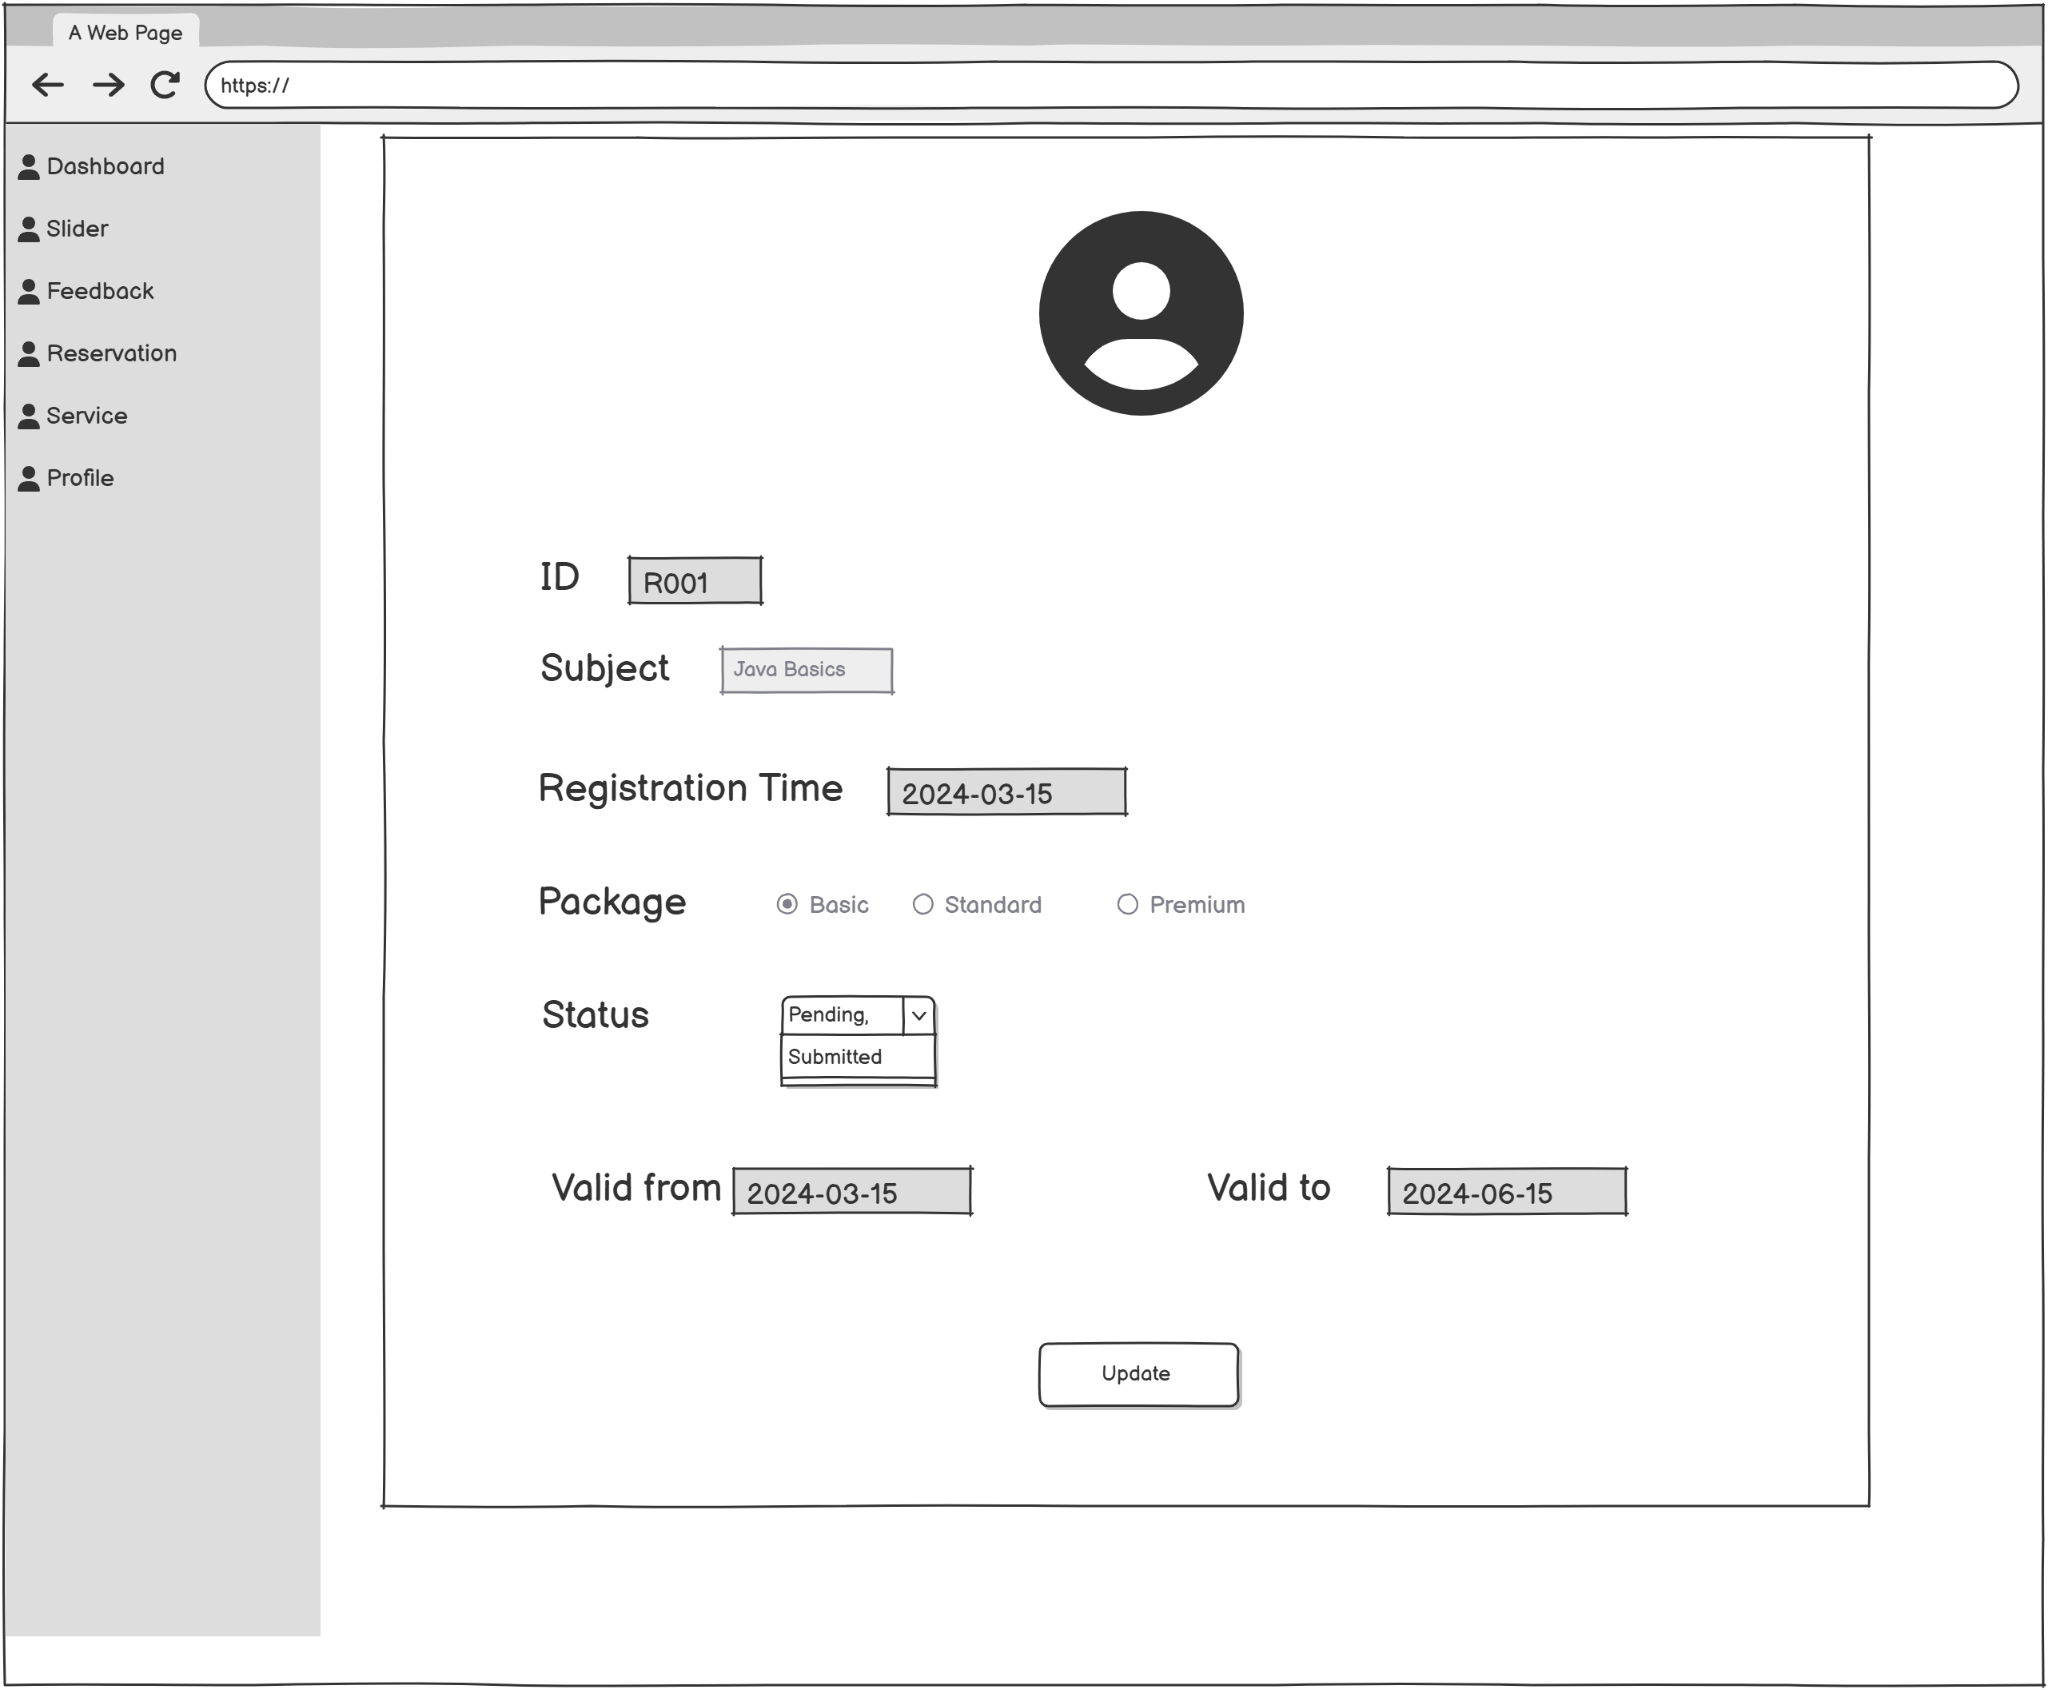 A Web Page
https://
Dashboard
Slider
Feedback
Reservation
Service
Profile
ID R001
Subject Java Basics
Registration Time 2024-03-15
Package Basic Standard Premium
Status Pending,
Submitted
Valid from 2024-03-15 Valid to 2024-06-15
Update